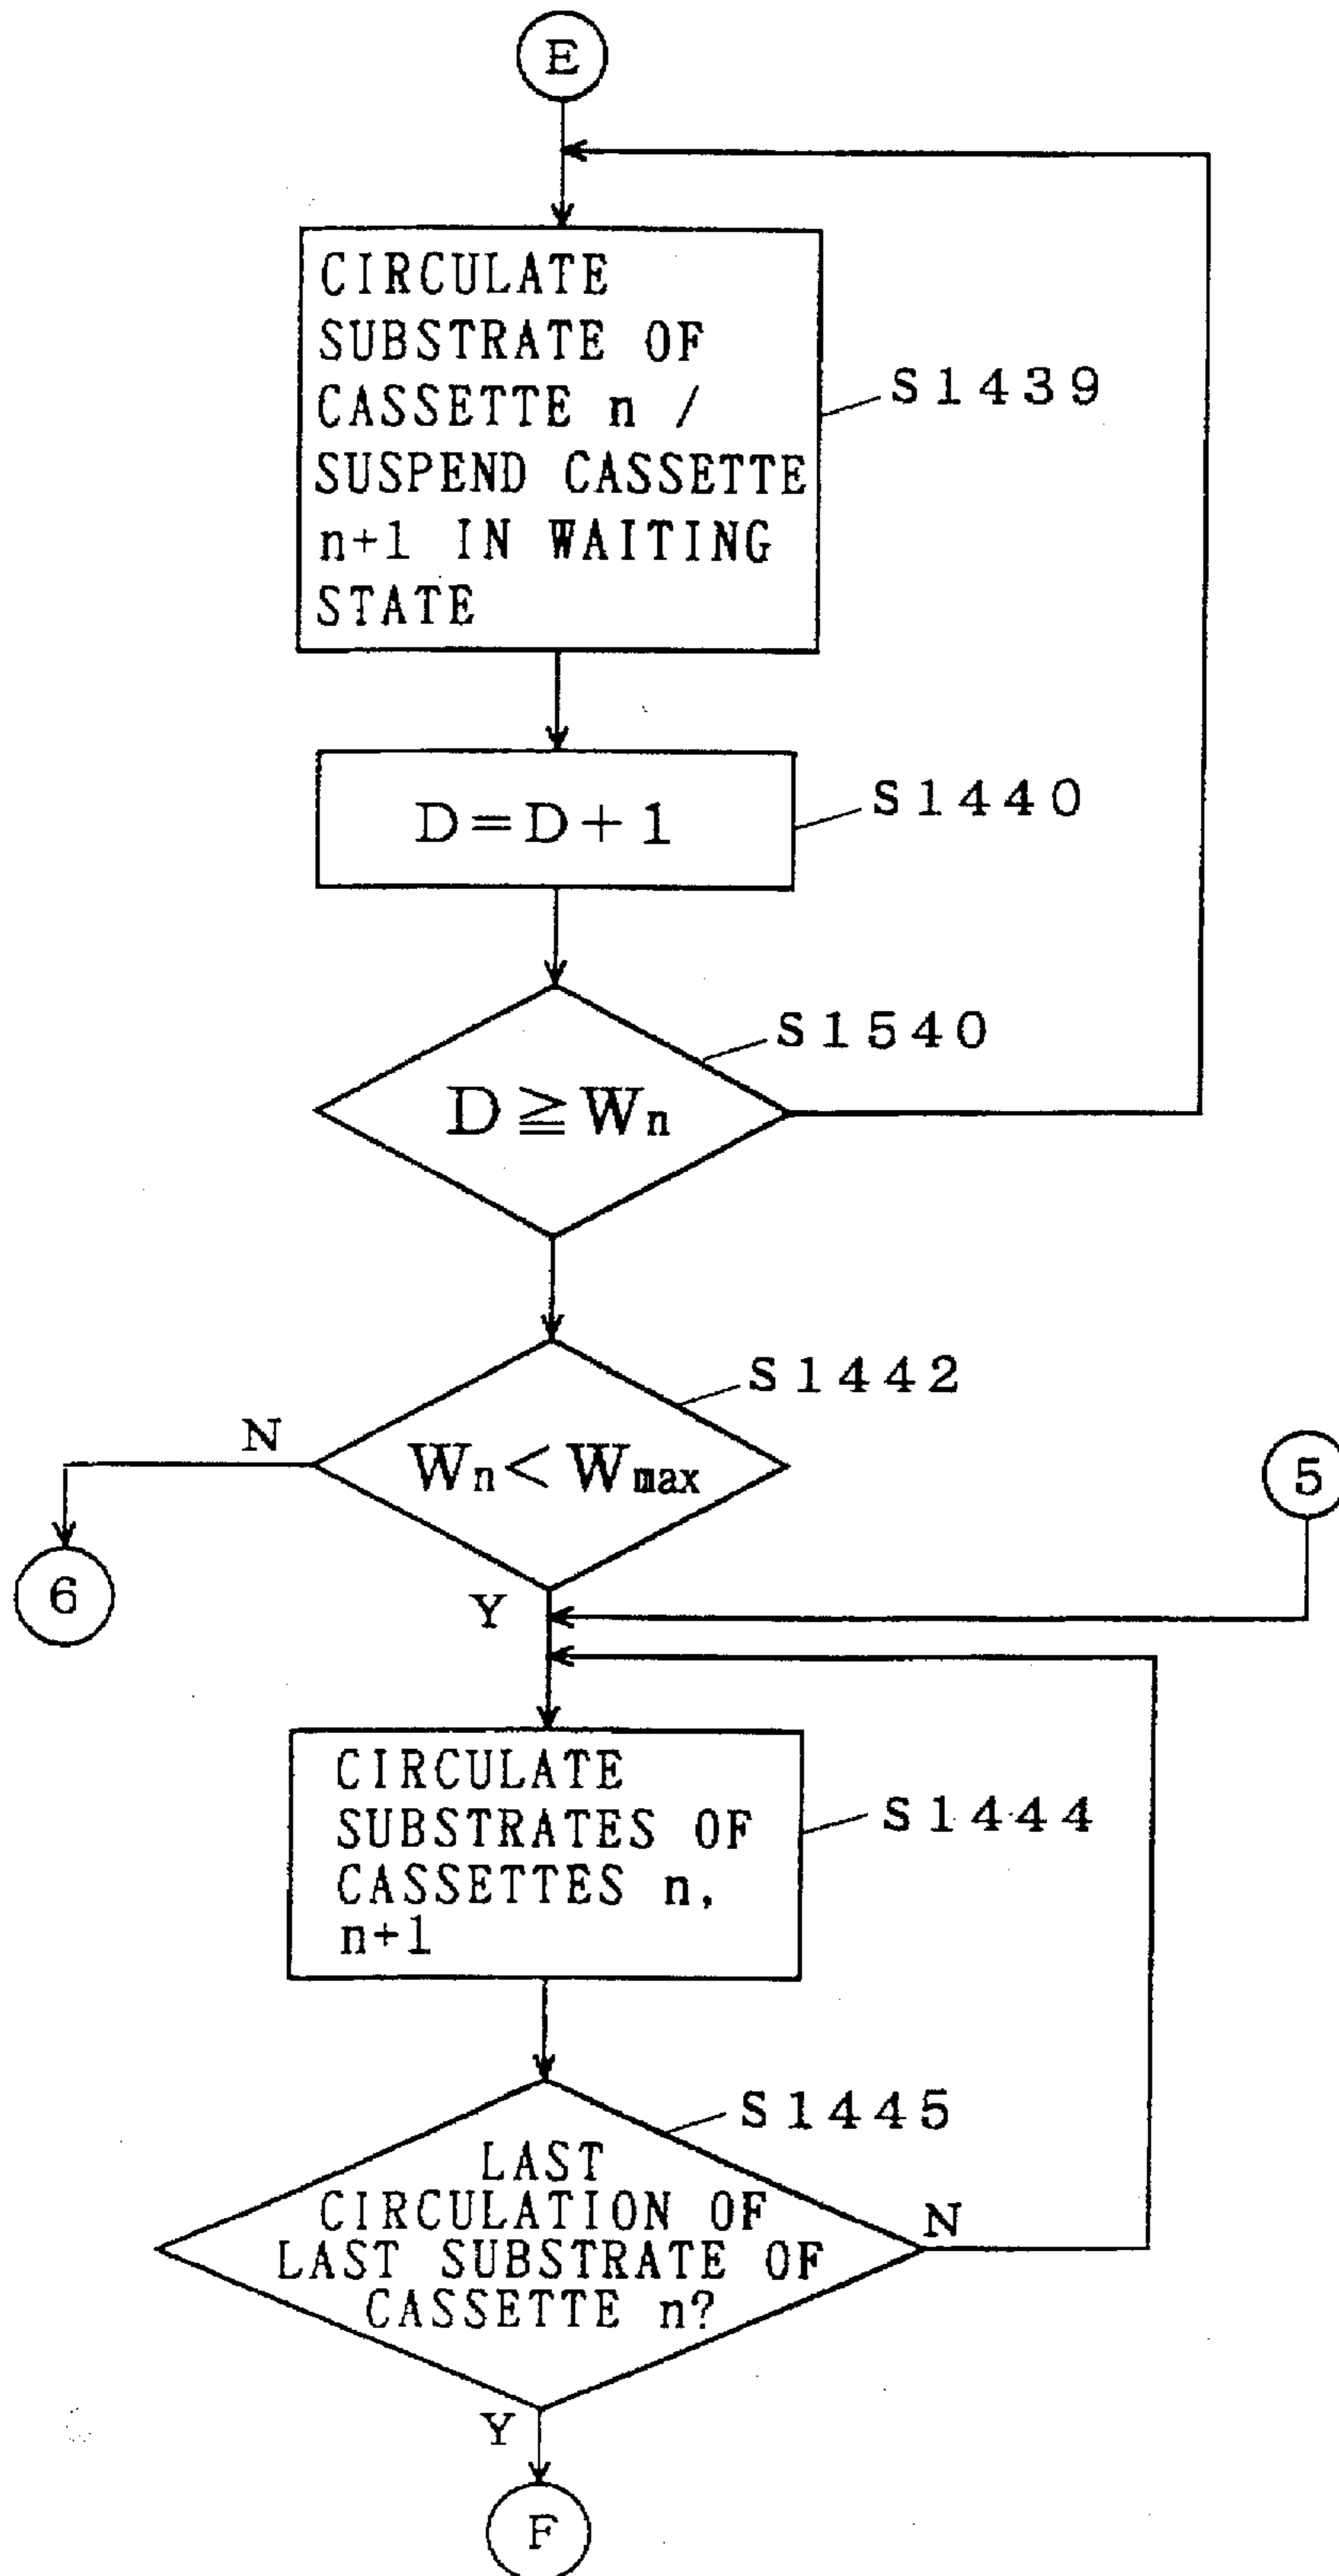 E
CIRCULATE
SUBSTRATE OF
CASSETTE n /
SUSPEND CASSETTE
n+1 IN WAITING
STATE
S1439
D=D+1
S1440
D≧Wn
S1540
Wn<Wmax
S1442
N
6
5
Y
CIRCULATE
SUBSTRATES OF
CASSETTES n,
n+1
S1444
LAST
CIRCULATION OF
LAST SUBSTRATE OF
CASSETTE n?
S1445
N
Y
F